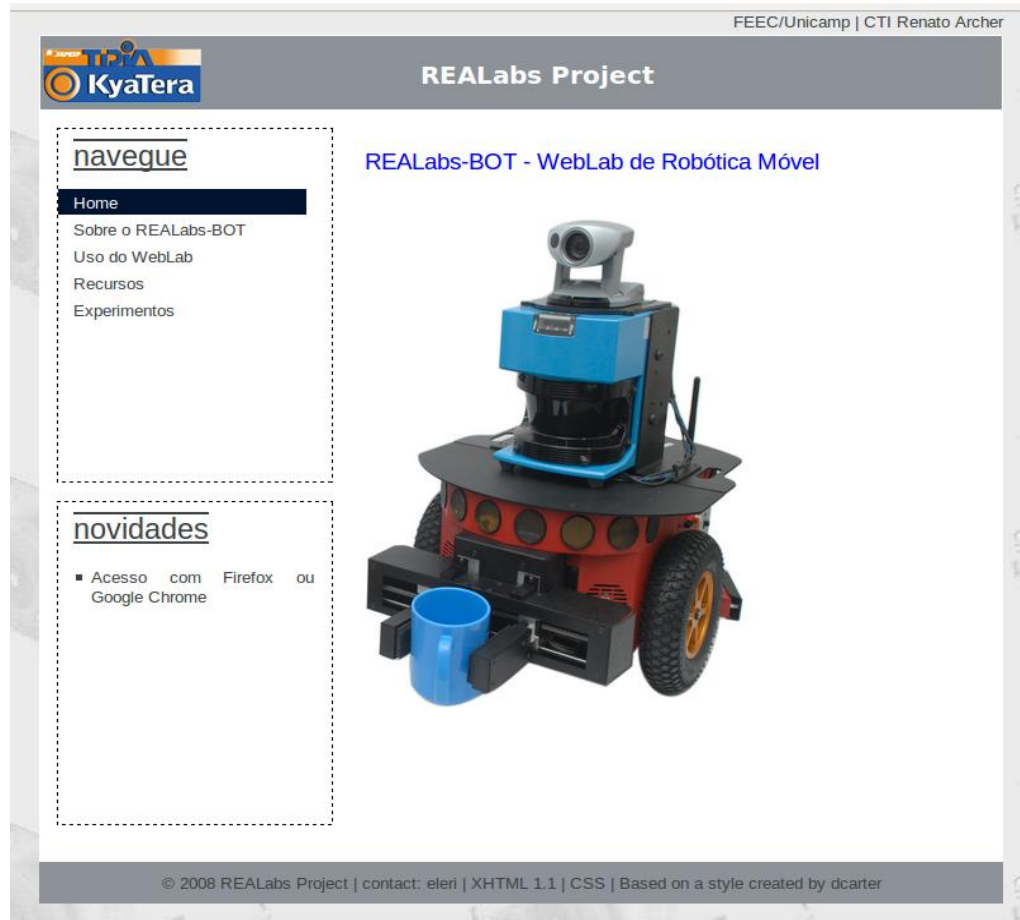 FEEC/Unicamp | CTI Renato Archer
FAPESP
TIDIA
KyaTera
REALabs Project
navegue
Home
Sobre o REALabs-BOT
Uso do WebLab
Recursos
Experimentos
REALabs-BOT - WebLab de Robótica Móvel
novidades
Acesso com Firefox ou
Google Chrome
© 2008 REALabs Project | contact: eleri | XHTML 1.1 | CSS | Based on a style created by dcarter